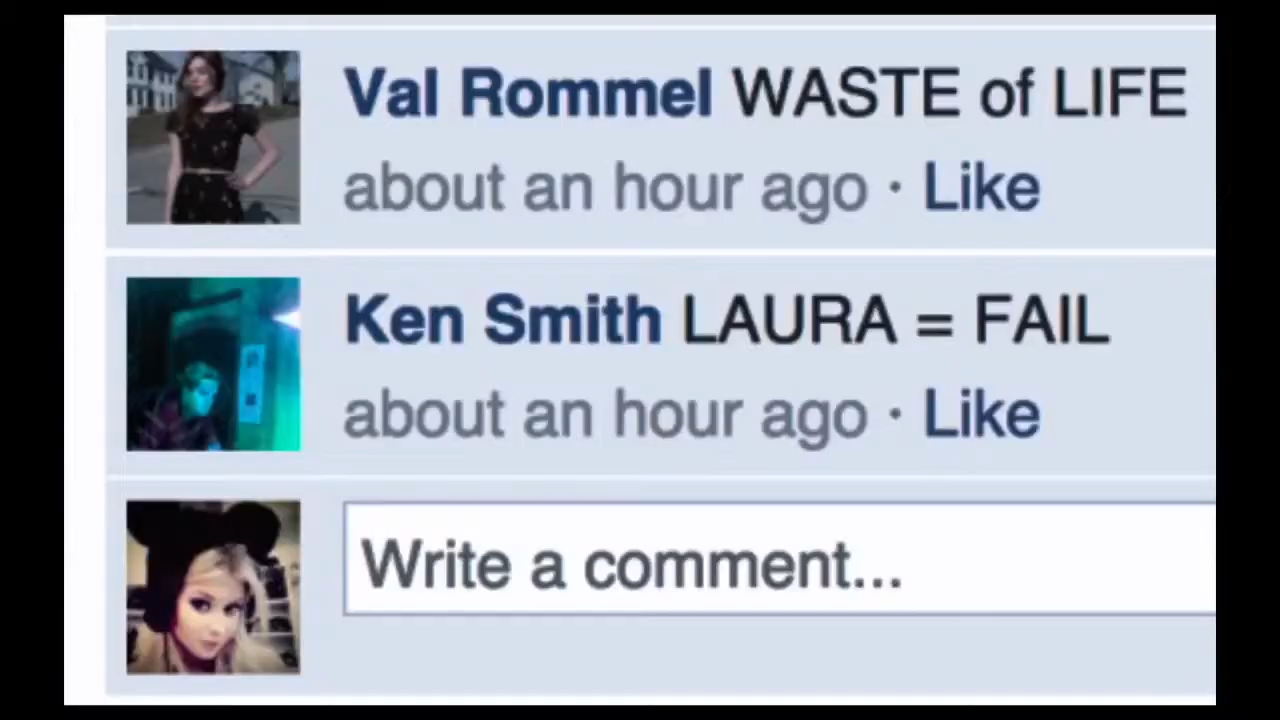 Val Rommel WASTE of LIFE
about an hour ago · Like
Ken Smith LAURA = FAIL
about an hour ago · Like
Write a comment...